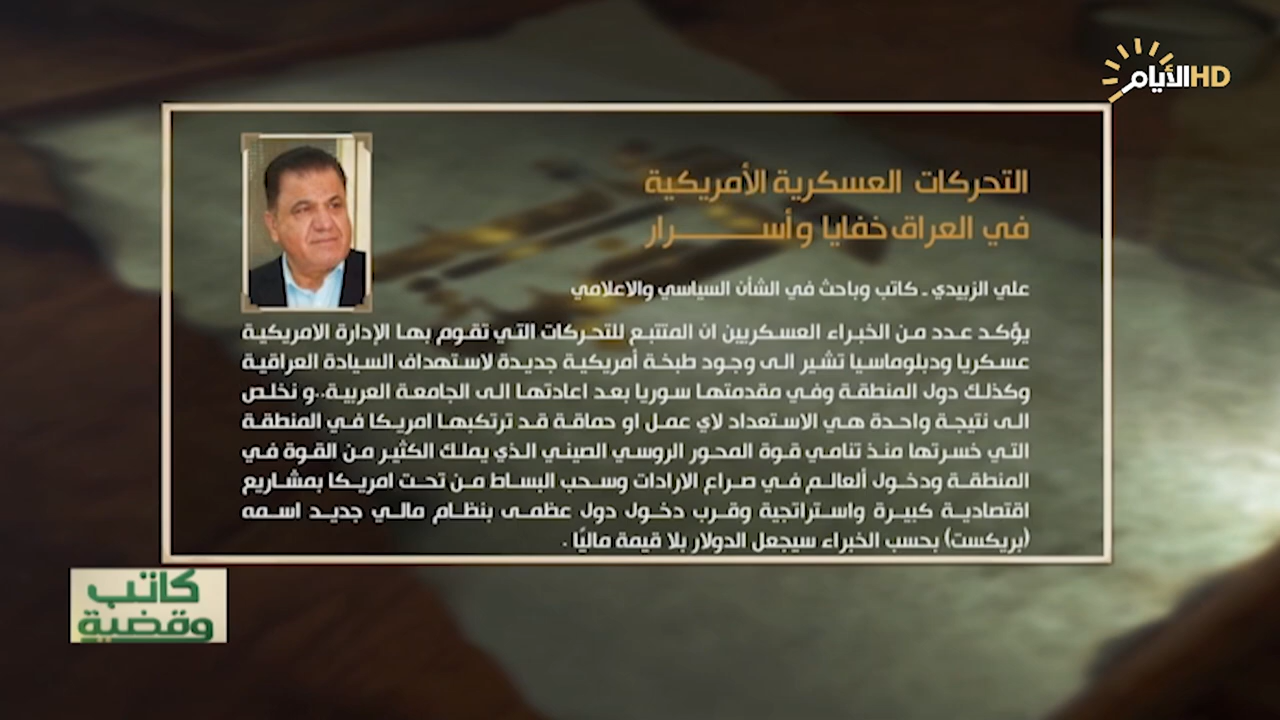 الأيام HD
التحركات العسكرية الأمريكية
في العراق خفايا وأســــــــرار
علي الزبيدي - كاتب وباحث في الشأن السياسي والاعلامي
يؤكد عدد من الخبراء العسكريين ان المتتبع للتحركات التي تقوم بها الإدارة الامريكية
عسكريا ودبلوماسيا تشير الى وجود طبخة أمريكية جديدة لاستهداف السيادة العراقية
وكذلك دول المنطقة وفي مقدمتها سوريا بعد اعادتها الى الجامعة العربية..و نخلص
الى نتيجة واحدة هي الاستعداد لاي عمل او حماقة قد ترتكبها امريكا في المنطقة
التي خسرتها منذ تنامي قوة المحور الروسي الصيني الذي يملك الكثير من القوة في
المنطقة ودخول ألعالم في صراع الارادات وسحب البساط من تحت امريكا بمشاريع
اقتصادية كبيرة واستراتجية وقرب دخول دول عظمى بنظام مالي جديد اسمه
(بريكست) بحسب الخبراء سيجعل الدولار بلا قيمة ماليًا .
كاتب
وقضية